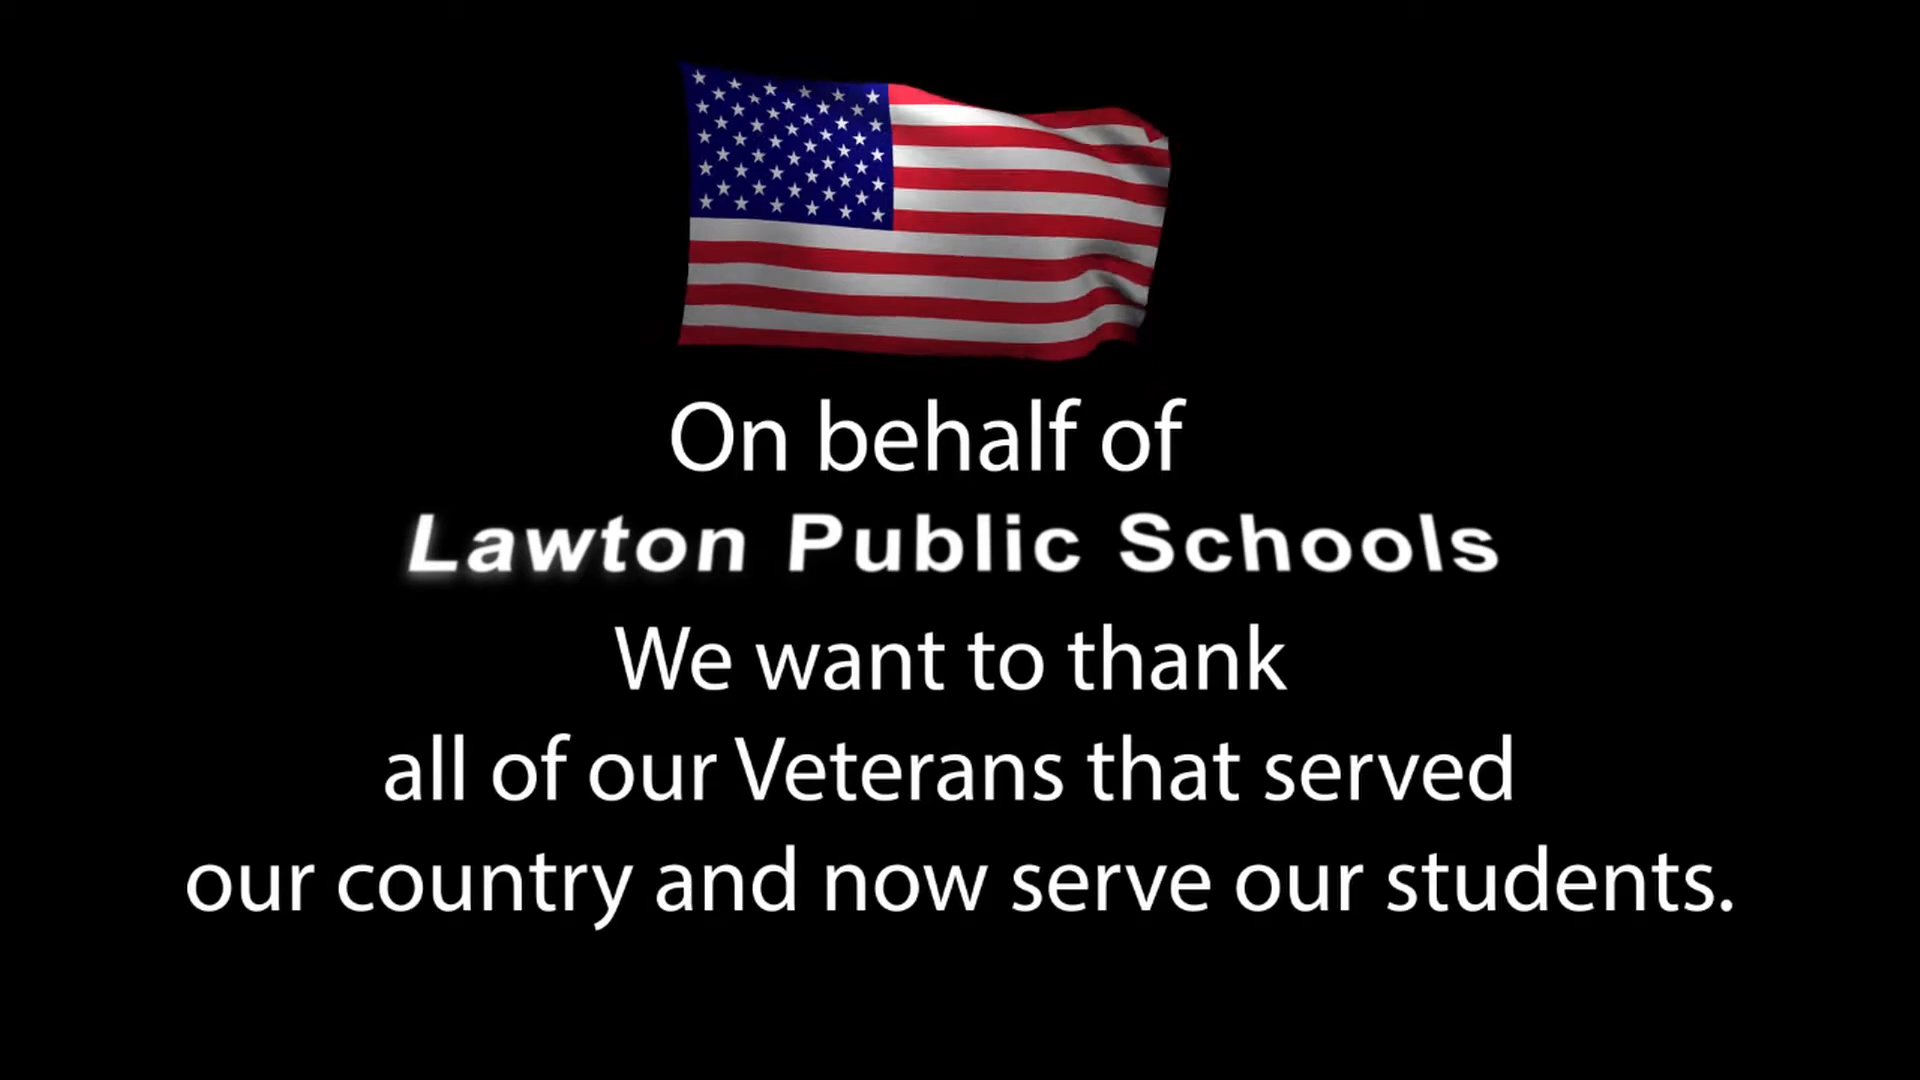 On behalf of
Lawton Public Schools
We want to thank
all of our Veterans that served
our country and now serve our students.